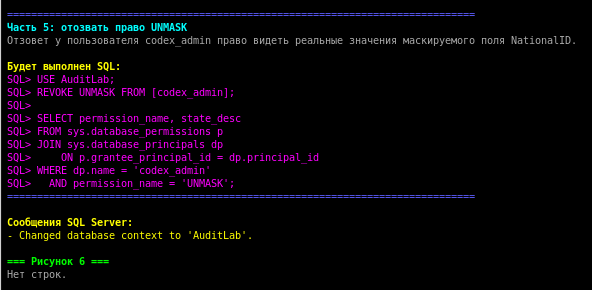 ==============================================================================
Часть 5: отозвать право UNMASK
Отзовет у пользователя codex_admin право видеть реальные значения маскируемого поля NationalID.

Будет выполнен SQL:
SQL> USE AuditLab;
SQL> REVOKE UNMASK FROM [codex_admin];
SQL>
SQL> SELECT permission_name, state_desc
SQL> FROM sys.database_permissions p
SQL> JOIN sys.database_principals dp
SQL>     ON p.grantee_principal_id = dp.principal_id
SQL> WHERE dp.name = 'codex_admin'
SQL>   AND permission_name = 'UNMASK';
==============================================================================

Сообщения SQL Server:
- Changed database context to 'AuditLab'.

=== Рисунок 6 ===
Нет строк.